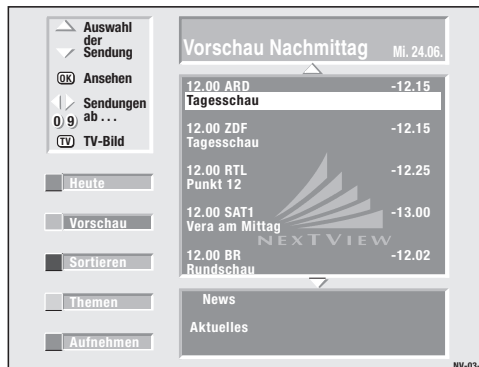 Auswahl
der
Sendung
OK Ansehen
Sendungen
0 9 ab . . .
TV TV-Bild
Heute
Vorschau
Sortieren
Themen
Aufnehmen
Vorschau Nachmittag Mi. 24.06.
12.00 ARD -12.15
Tagesschau
12.00 ZDF -12.15
Tagesschau
12.00 RTL -12.25
Punkt 12
12.00 SAT1 -13.00
Vera am Mittag
NEXTVIEW
12.00 BR -12.02
Rundschau
News
Aktuelles
NV-03-